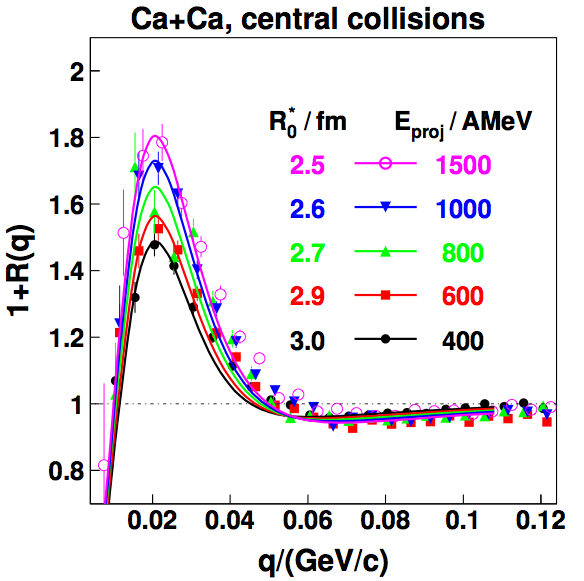 Ca+Ca, central collisions
1+R(q)
2
1.8
1.6
1.4
1.2
1
0.8
R₀* / fm E_proj / AMeV
2.5 1500
2.6 1000
2.7 800
2.9 600
3.0 400
0.02 0.04 0.06 0.08 0.1 0.12
q/(GeV/c)